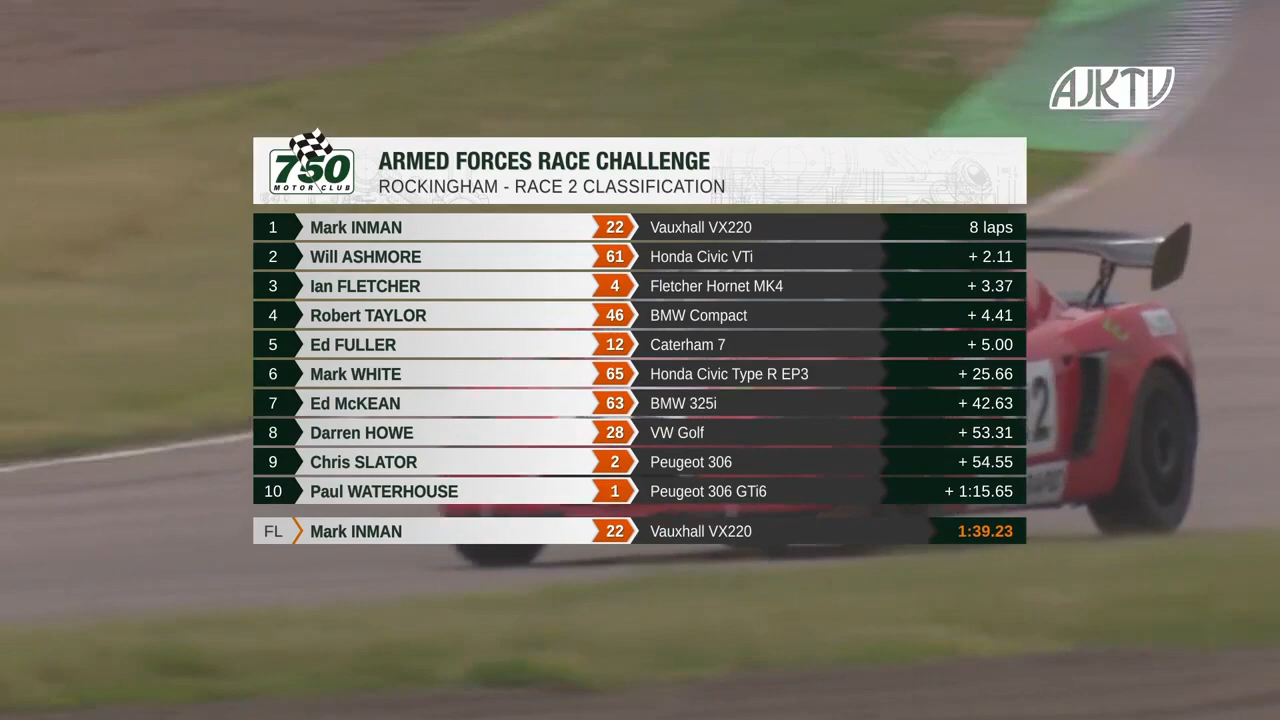 AJKTV
750
MOTOR CLUB
ARMED FORCES RACE CHALLENGE
ROCKINGHAM - RACE 2 CLASSIFICATION
1 Mark INMAN 22 Vauxhall VX220 8 laps
2 Will ASHMORE 61 Honda Civic VTi + 2.11
3 Ian FLETCHER 4 Fletcher Hornet MK4 + 3.37
4 Robert TAYLOR 46 BMW Compact + 4.41
5 Ed FULLER 12 Caterham 7 + 5.00
6 Mark WHITE 65 Honda Civic Type R EP3 + 25.66
7 Ed McKEAN 63 BMW 325i + 42.63
8 Darren HOWE 28 VW Golf + 53.31
9 Chris SLATOR 2 Peugeot 306 + 54.55
10 Paul WATERHOUSE 1 Peugeot 306 GTi6 + 1:15.65
FL Mark INMAN 22 Vauxhall VX220 1:39.23